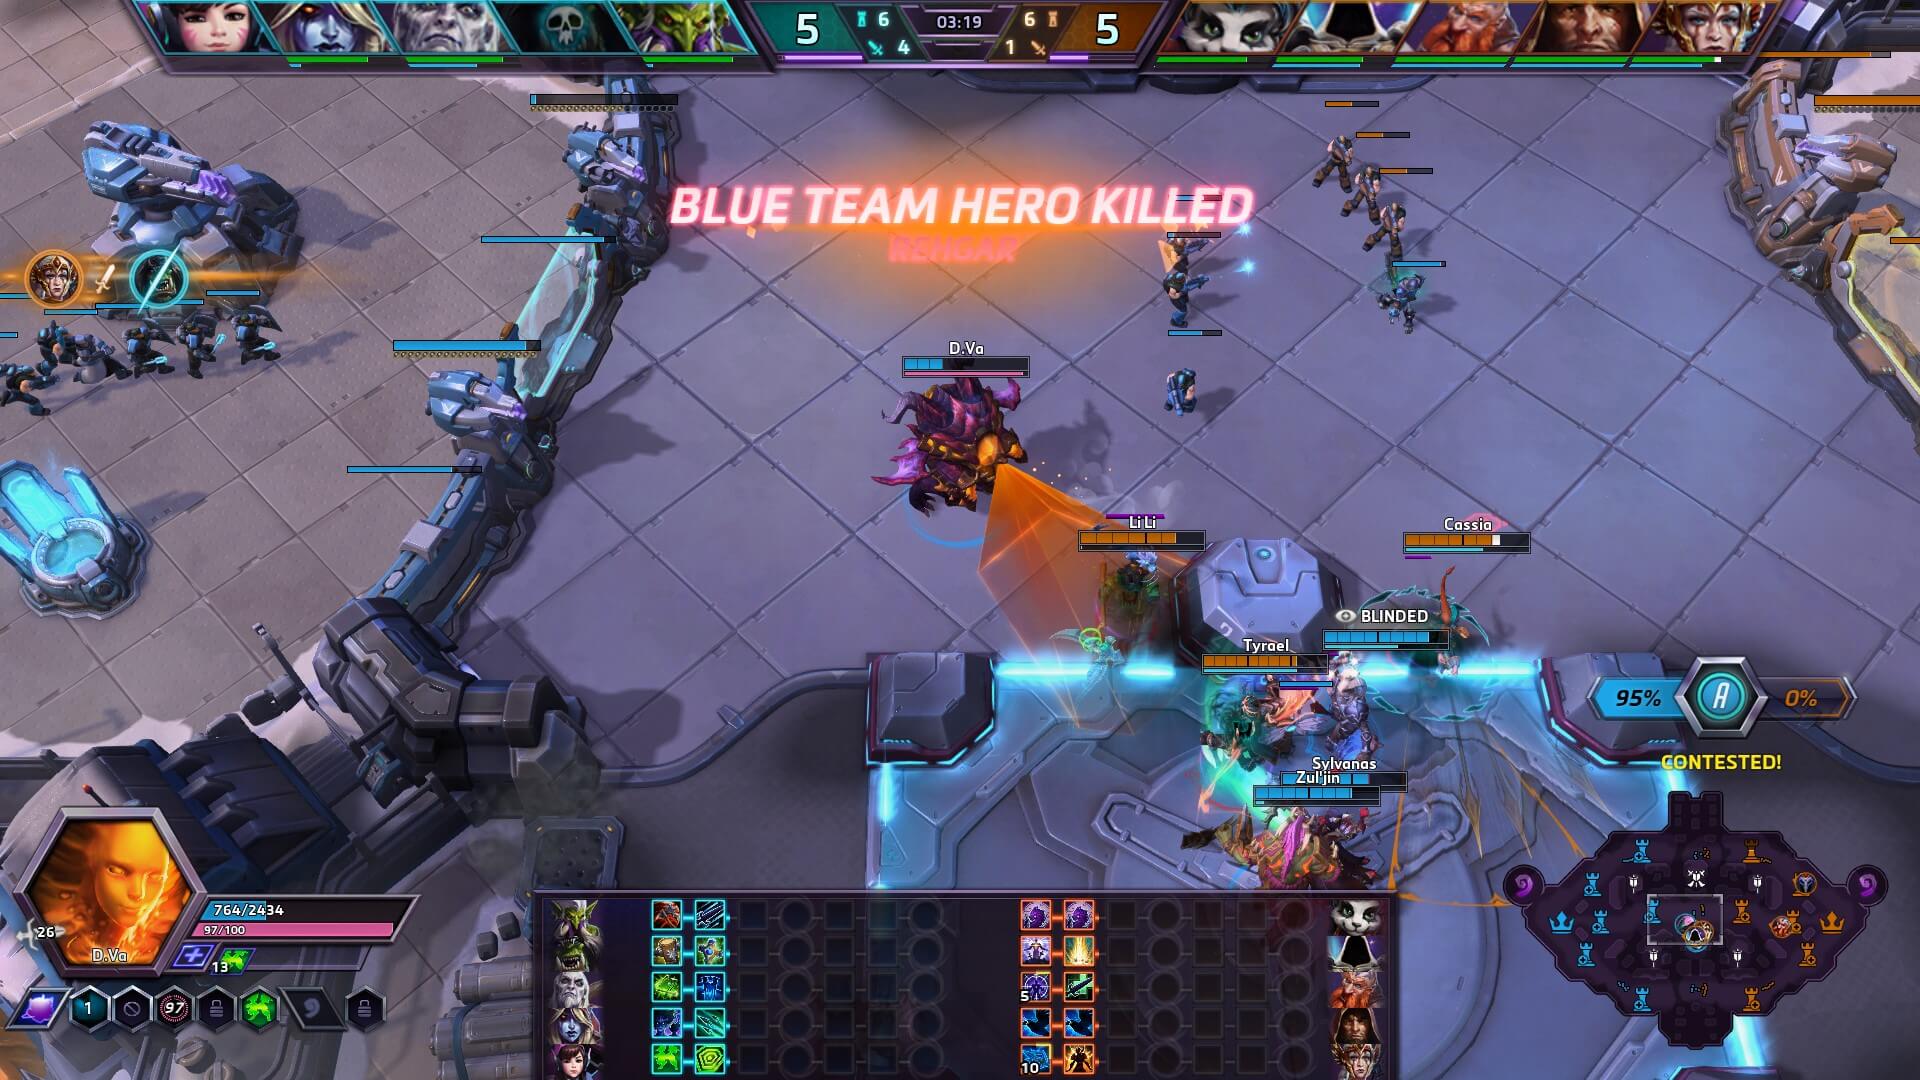 5
6
4
03:19
6
1
5
BLUE TEAM HERO KILLED
REHGAR
D.Va
Li Li
Cassia
BLINDED
Tyrael
95%
A
0%
Sylvanas
CONTESTED!
Zul'jin
764/2434
97/100
26
D.Va
13
1
97
5
10